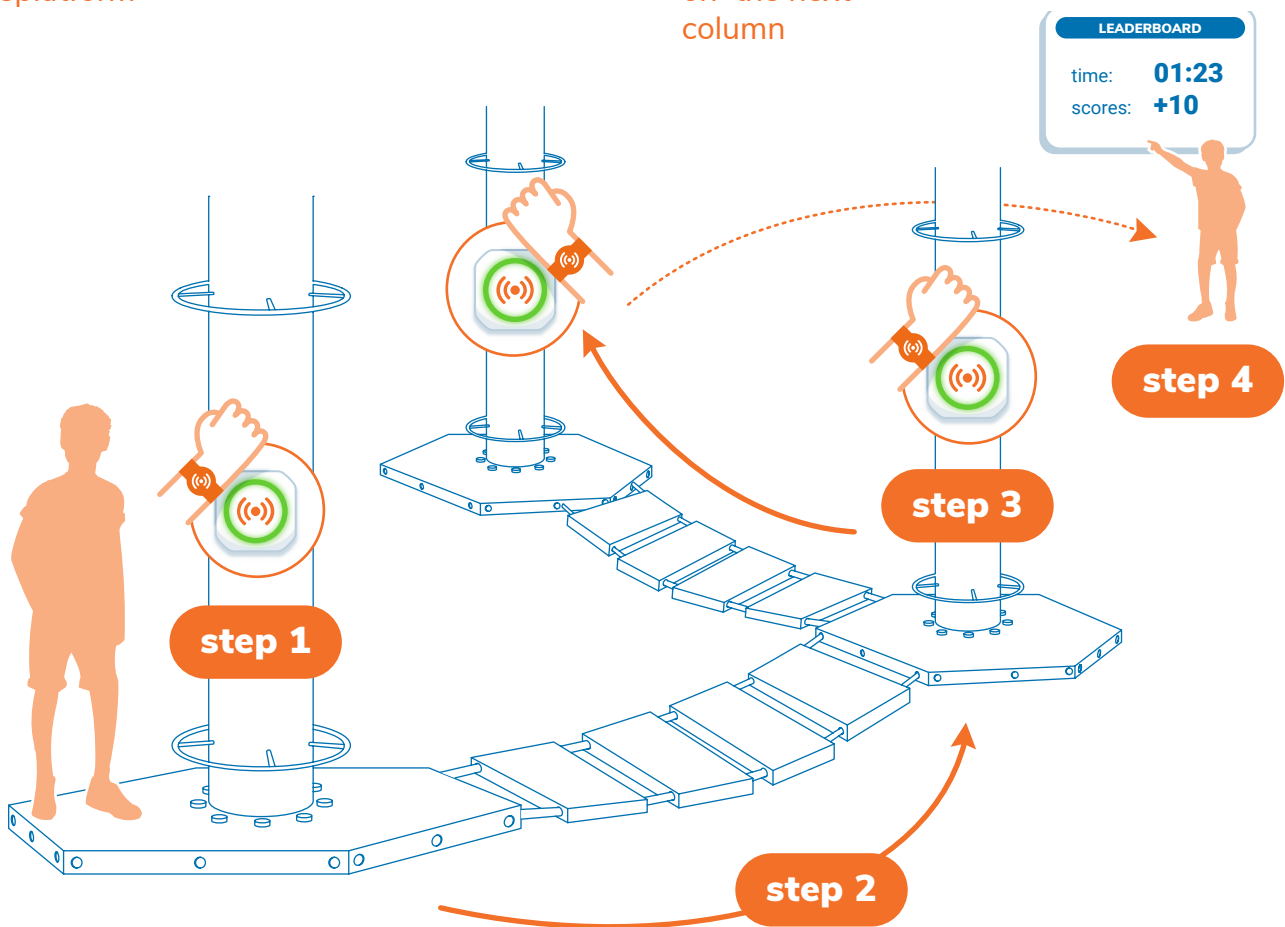 column
LEADERBOARD
time: 01:23
scores: +10
step 4
step 3
step 1
step 2